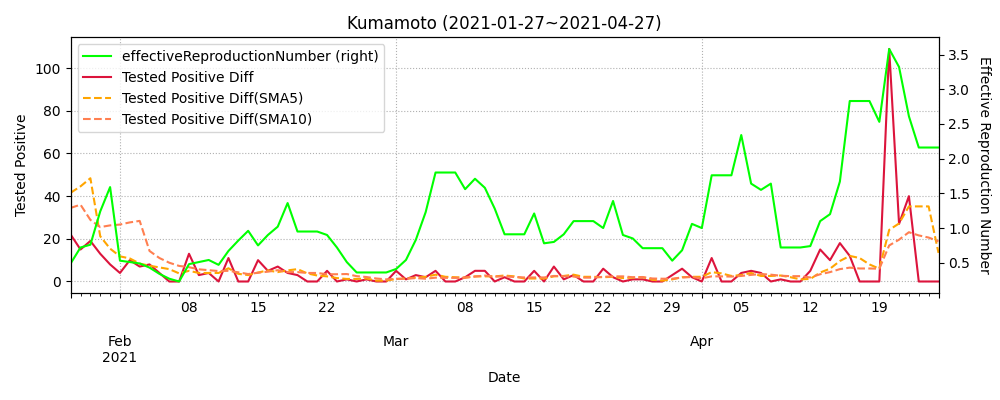 Kumamoto (2021-01-27~2021-04-27)
effectiveReproductionNumber (right)
Tested Positive Diff
Tested Positive Diff(SMA5)
Tested Positive Diff(SMA10)
Tested Positive
100
80
60
40
20
0
3.5
3.0
2.5
2.0
1.5
1.0
0.5
Effective Reproduction Number
08 15 22 08 15 22 29 05 12 19
Feb Mar Apr
2021
Date